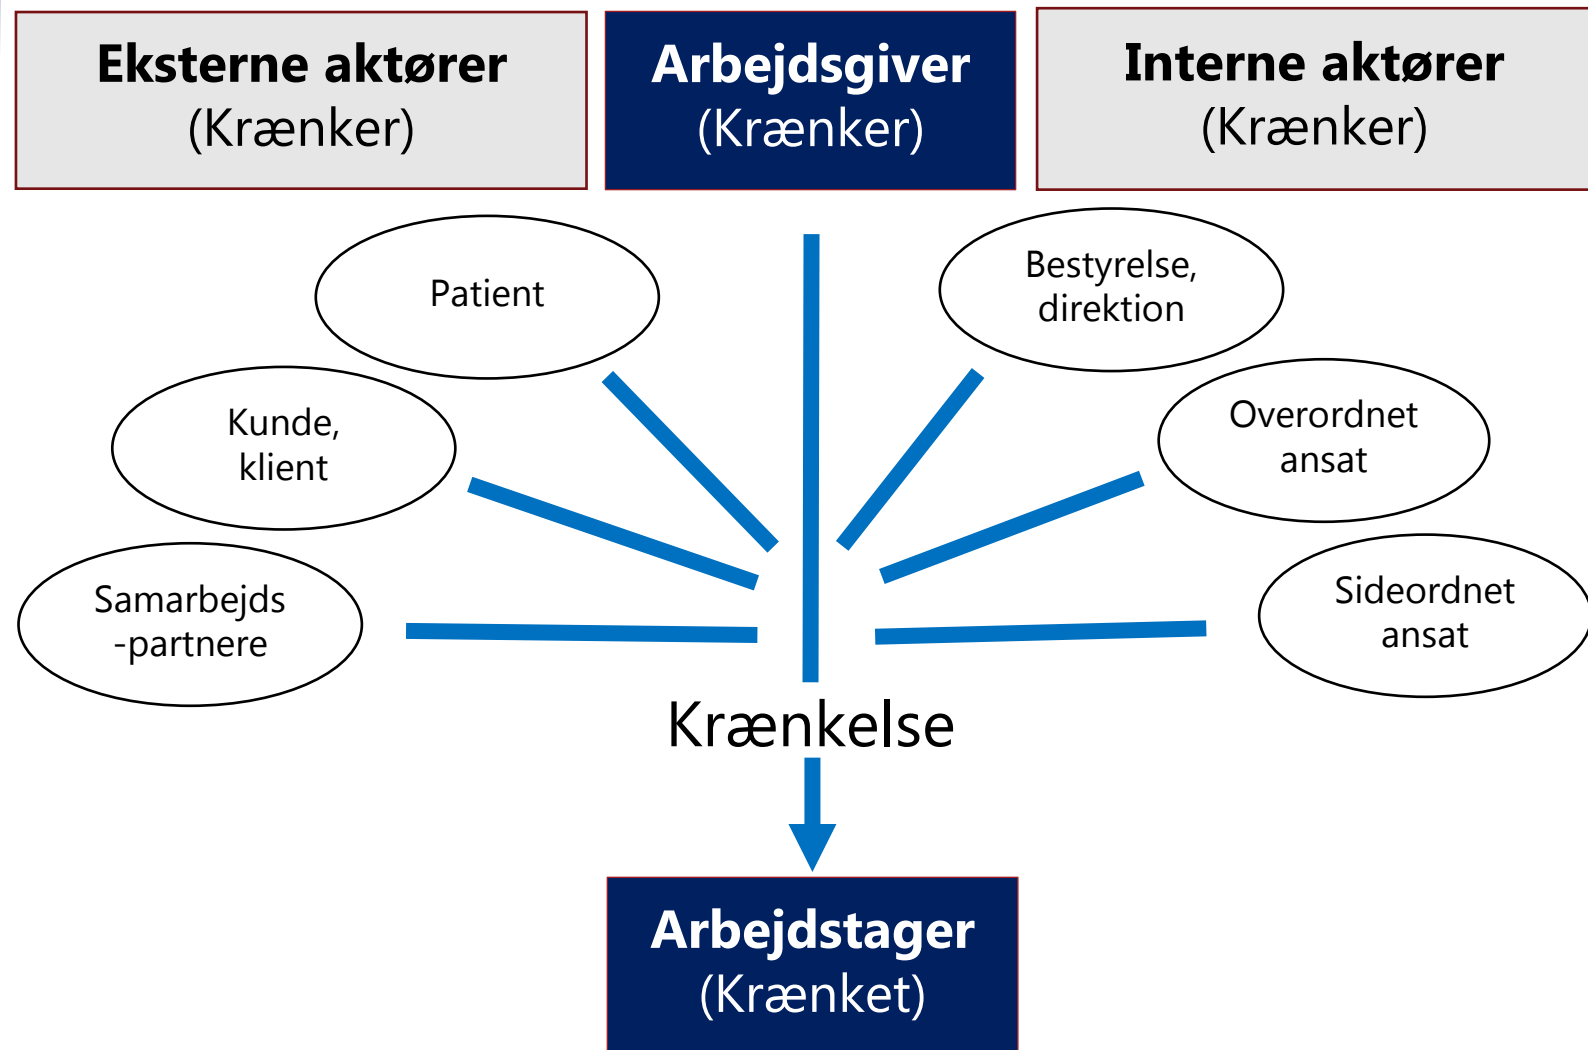 Eksterne aktører
(Krænker)
Arbejdsgiver
(Krænker)
Interne aktører
(Krænker)
Patient
Bestyrelse,
direktion
Kunde,
klient
Overordnet
ansat
Samarbejds
-partnere
Sideordnet
ansat
Krænkelse
Arbejdstager
(Krænket)